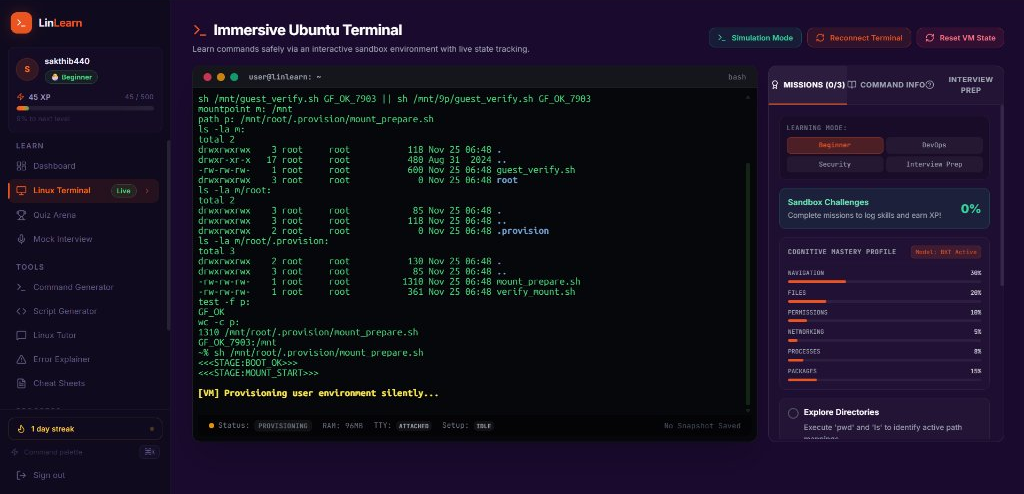 LinLearn
S
sakthib440
Beginner
45 XP
45 / 500
8% to next level
LEARN
Dashboard
Linux Terminal
Live
Quiz Arena
Mock Interview
TOOLS
Command Generator
Script Generator
Linux Tutor
Error Explainer
Cheat Sheets
1 day streak
Command palette
Sign out
Immersive Ubuntu Terminal
Learn commands safely via an interactive sandbox environment with live state tracking.
Simulation Mode
Reconnect Terminal
Reset VM State
user@linlearn: ~
bash
sh /mnt/guest_verify.sh GF_OK_7903 || sh /mnt/9p/guest_verify.sh GF_OK_7903
mountpoint m: /mnt
path p: /mnt/root/.provision/mount_prepare.sh
ls -la m:
total 2
drwxrwxrwx 3 root root 118 Nov 25 06:48 .
drwxr-xr-x 17 root root 480 Aug 31 2024 ..
-rw-rw-rw- 1 root root 600 Nov 25 06:48 guest_verify.sh
drwxrwxrwx 3 root root 0 Nov 25 06:48 root
ls -la m/root:
total 2
drwxrwxrwx 3 root root 85 Nov 25 06:48 .
drwxrwxrwx 3 root root 118 Nov 25 06:48 ..
drwxrwxrwx 2 root root 0 Nov 25 06:48 .provision
ls -la m/root/.provision:
total 3
drwxrwxrwx 2 root root 130 Nov 25 06:48 .
drwxrwxrwx 3 root root 85 Nov 25 06:48 ..
-rw-rw-rw- 1 root root 1310 Nov 25 06:48 mount_prepare.sh
-rw-rw-rw- 1 root root 361 Nov 25 06:48 verify_mount.sh
test -f p:
GF_OK
wc -c p:
1310 /mnt/root/.provision/mount_prepare.sh
GF_OK_7903:/mnt
~% sh /mnt/root/.provision/mount_prepare.sh
<<<STAGE:BOOT_OK>>>
<<<STAGE:MOUNT_START>>>
[VM] Provisioning user environment silently...
Status: PROVISIONING RAM: 96MB TTY: ATTACHED Setup: IDLE
No Snapshot Saved
MISSIONS (0/3)
COMMAND INFO
INTERVIEW PREP
LEARNING MODE:
Beginner
DevOps
Security
Interview Prep
Sandbox Challenges
Complete missions to log skills and earn XP!
0%
COGNITIVE MASTERY PROFILE
Model: BKT Active
NAVIGATION 30%
FILES 20%
PERMISSIONS 10%
NETWORKING 5%
PROCESSES 8%
PACKAGES 15%
Explore Directories
Execute 'pwd' and 'ls' to identify active path
mappings